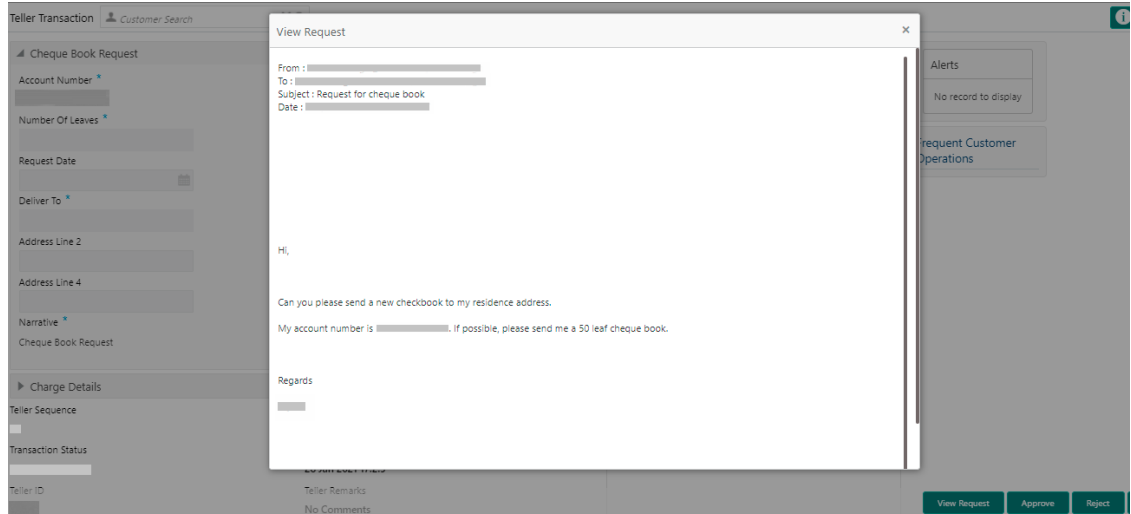 Teller Transaction
Customer Search
Cheque Book Request
Account Number *
Number Of Leaves *
Request Date
Deliver To *
Address Line 2
Address Line 4
Narrative *
Cheque Book Request
Charge Details
Teller Sequence
Transaction Status
Teller ID
View Request
×
From :
To :
Subject : Request for cheque book
Date :
Hi,
Can you please send a new checkbook to my residence address.
My account number is . If possible, please send me a 50 leaf cheque book.
Regards
Teller Remarks
No Comments
i
Alerts
No record to display
Frequent Customer
Operations
View Request
Approve
Reject